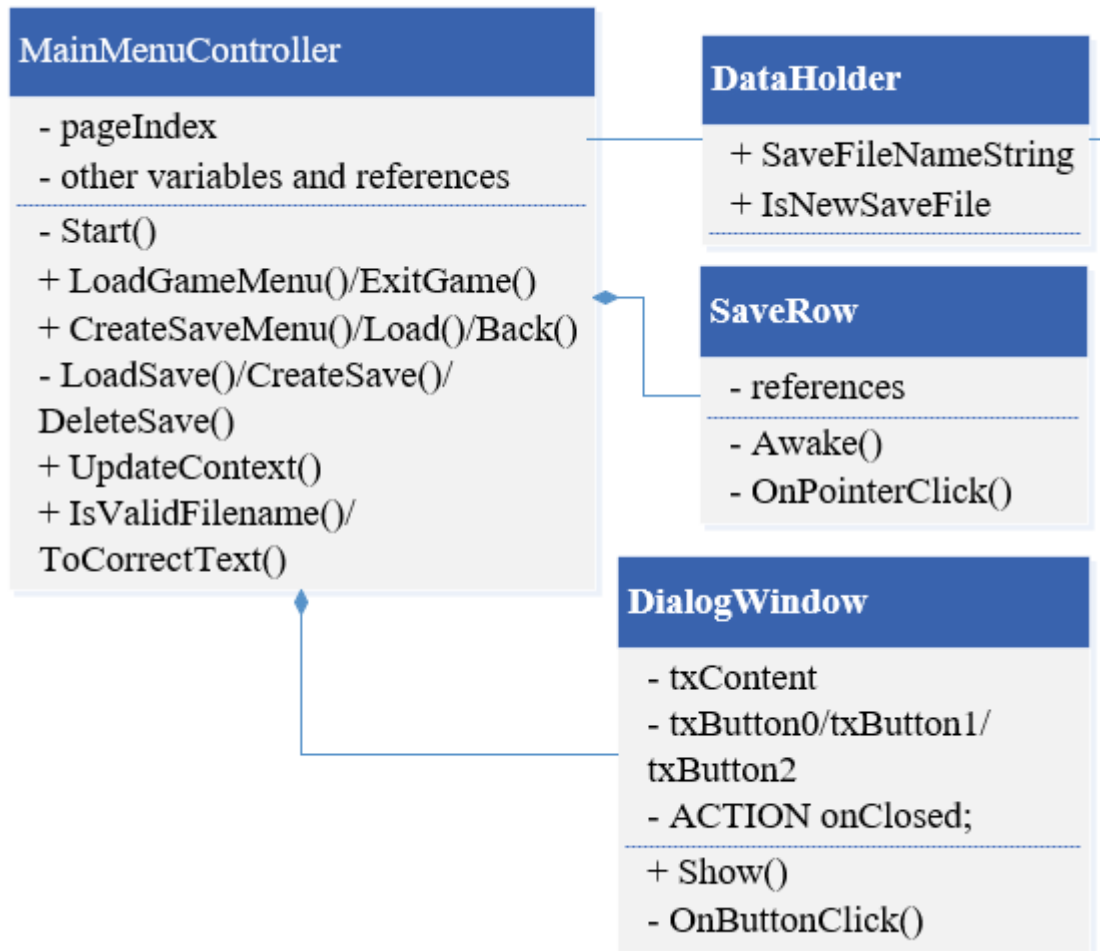 MainMenuController
- pageIndex
- other variables and references
- Start()
+ LoadGameMenu()/ExitGame()
+ CreateSaveMenu()/Load()/Back()
- LoadSave()/CreateSave()/
DeleteSave()
+ UpdateContext()
+ IsValidFilename()/
ToCorrectText()
DataHolder
+ SaveFileNameString
+ IsNewSaveFile
SaveRow
- references
- Awake()
- OnPointerClick()
DialogWindow
- txContent
- txButton0/txButton1/
txButton2
- ACTION onClosed;
+ Show()
- OnButtonClick()